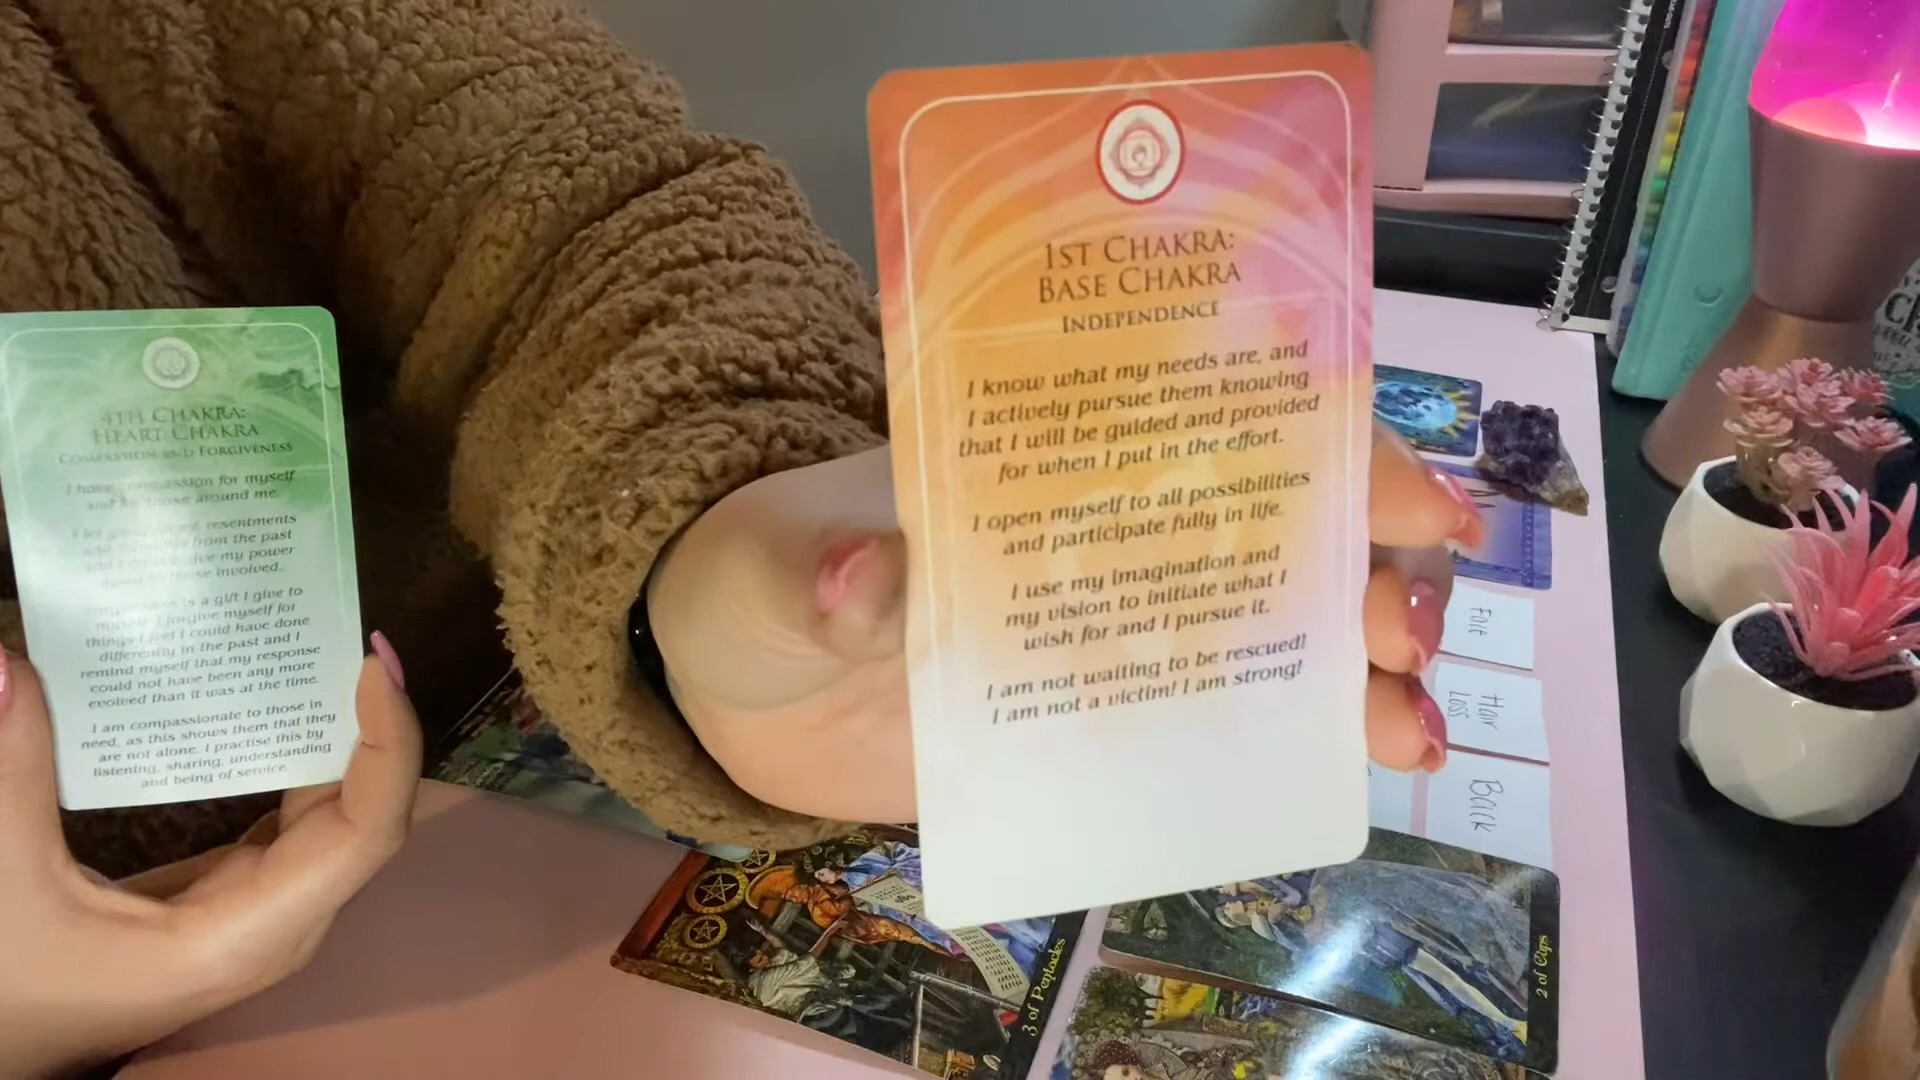 4TH CHAKRA:
HEART CHAKRA
COMPASSION AND FORGIVENESS
I have compassion for myself
and for those around me.
resentments
from the past
my power
those involved.
is a gift I give to
myself. I forgive myself for
things I feel I could have done
differently in the past and I
remind myself that my response
could not have been any more
evolved than it was at the time.
I am compassionate to those in
need, as this shows them that they
are not alone. I practise this by
listening, sharing, understanding
and being of service.
1ST CHAKRA:
BASE CHAKRA
INDEPENDENCE
I know what my needs are, and
I actively pursue them knowing
that I will be guided and provided
for when I put in the effort.
I open myself to all possibilities
and participate fully in life.
I use my imagination and
my vision to initiate what I
wish for and I pursue it.
I am not waiting to be rescued!
I am not a victim! I am strong!
Hair
Loss
Back
3 of Pentacles
2 of Cups